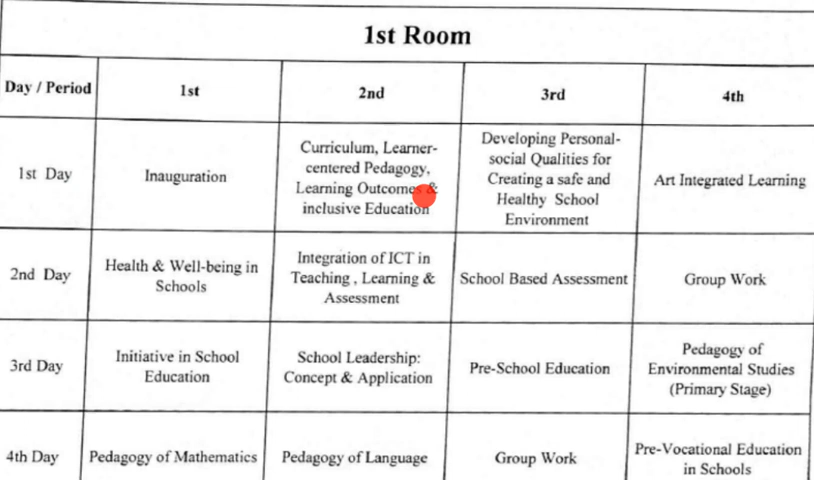 1st Room
Day / Period
1st
2nd
3rd
4th
1st Day
Inauguration
Curriculum, Learner-
centered Pedagogy,
Learning Outcomes &
inclusive Education
Developing Personal-
social Qualities for
Creating a safe and
Healthy School
Environment
Art Integrated Learning
2nd Day
Health & Well-being in
Schools
Integration of ICT in
Teaching , Learning &
Assessment
School Based Assessment
Group Work
3rd Day
Initiative in School
Education
School Leadership:
Concept & Application
Pre-School Education
Pedagogy of
Environmental Studies
(Primary Stage)
4th Day
Pedagogy of Mathematics
Pedagogy of Language
Group Work
Pre-Vocational Education
in Schools